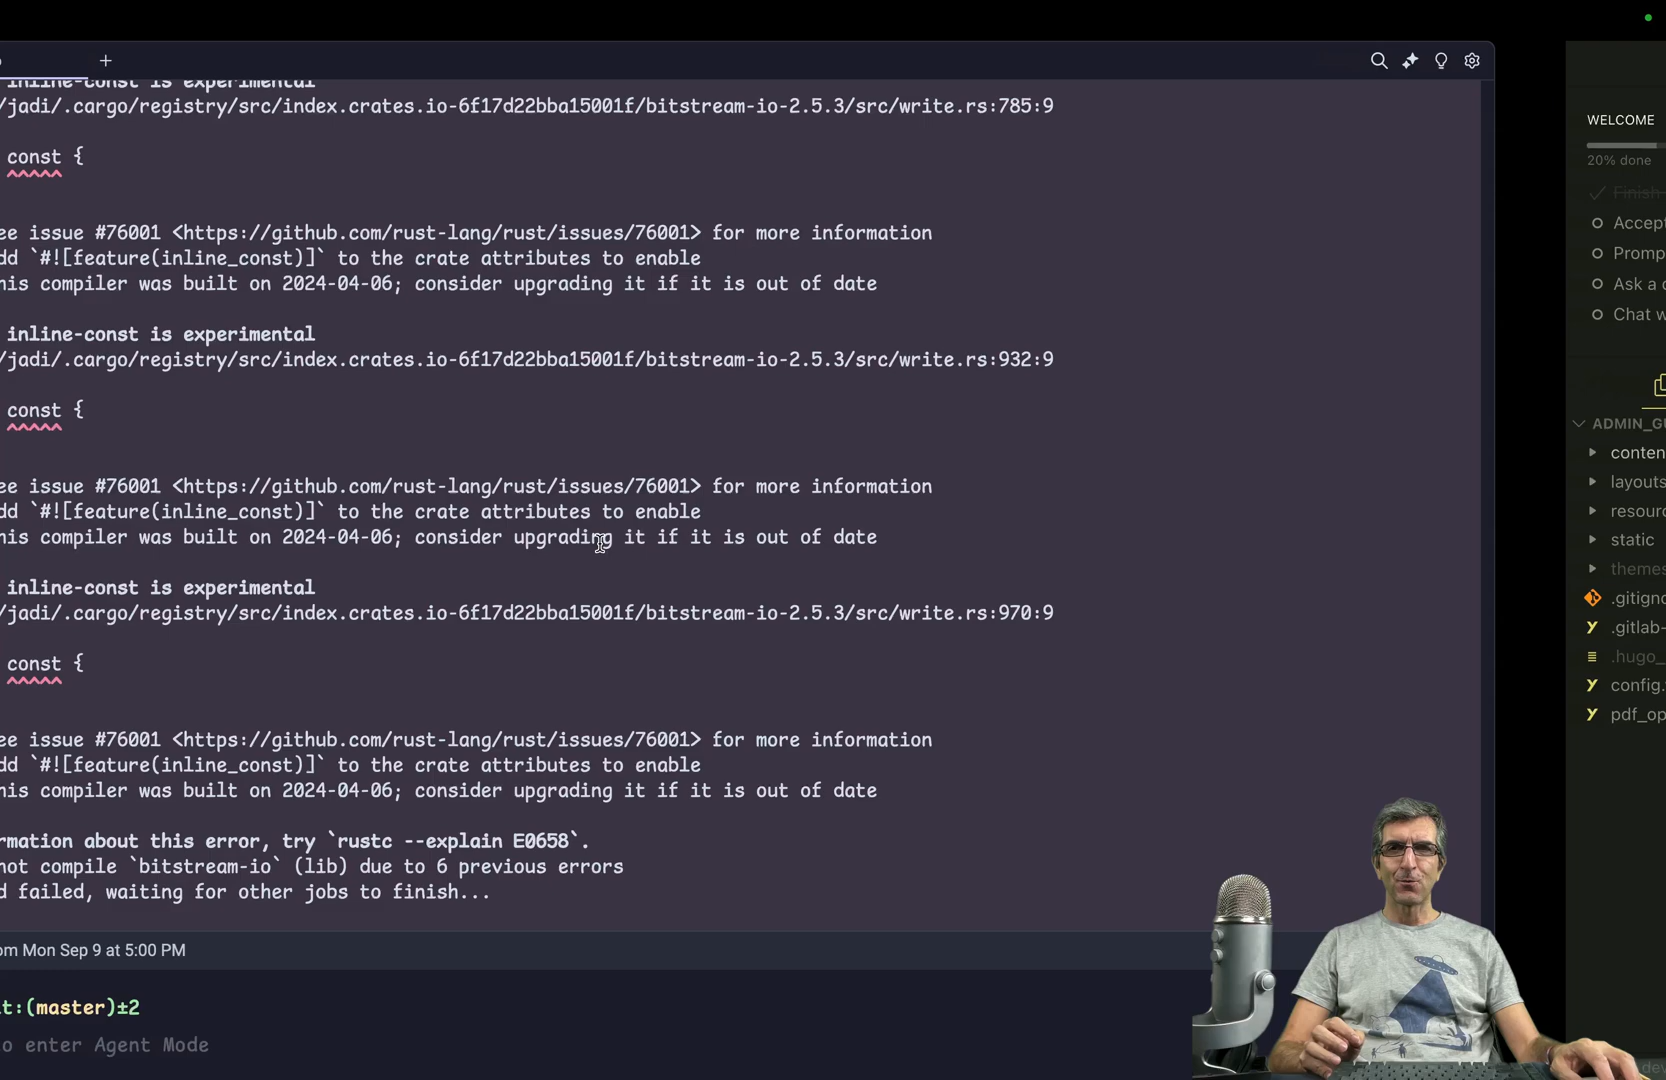 inline-const is experimental
/jadi/.cargo/registry/src/index.crates.io-6f17d22bba15001f/bitstream-io-2.5.3/src/write.rs:785:9
const {
ee issue #76001 <https://github.com/rust-lang/rust/issues/76001> for more information
dd `#![feature(inline_const)]` to the crate attributes to enable
his compiler was built on 2024-04-06; consider upgrading it if it is out of date
inline-const is experimental
/jadi/.cargo/registry/src/index.crates.io-6f17d22bba15001f/bitstream-io-2.5.3/src/write.rs:932:9
const {
ee issue #76001 <https://github.com/rust-lang/rust/issues/76001> for more information
dd `#![feature(inline_const)]` to the crate attributes to enable
his compiler was built on 2024-04-06; consider upgrading it if it is out of date
inline-const is experimental
/jadi/.cargo/registry/src/index.crates.io-6f17d22bba15001f/bitstream-io-2.5.3/src/write.rs:970:9
const {
ee issue #76001 <https://github.com/rust-lang/rust/issues/76001> for more information
dd `#![feature(inline_const)]` to the crate attributes to enable
his compiler was built on 2024-04-06; consider upgrading it if it is out of date
rmation about this error, try `rustc --explain E0658`.
not compile `bitstream-io` (lib) due to 6 previous errors
d failed, waiting for other jobs to finish...
om Mon Sep 9 at 5:00 PM
t:(master)±2
o enter Agent Mode
WELCOME
20% done
Finish
Accept
Promp
Ask a
Chat w
ADMIN_GU
conten
layouts
resourc
static
themes
.gitigno
.gitlab-
.hugo_
config.
pdf_op